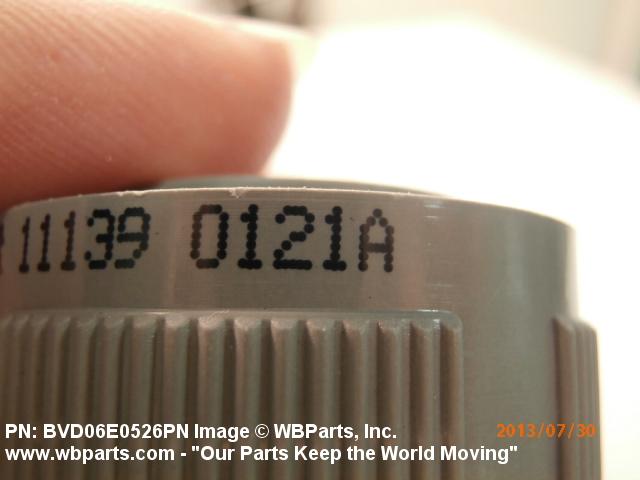 11139 0121A
PN: BVD06E0526PN Image © WBParts, Inc.
2013/07/30
www.wbparts.com - "Our Parts Keep the World Moving"